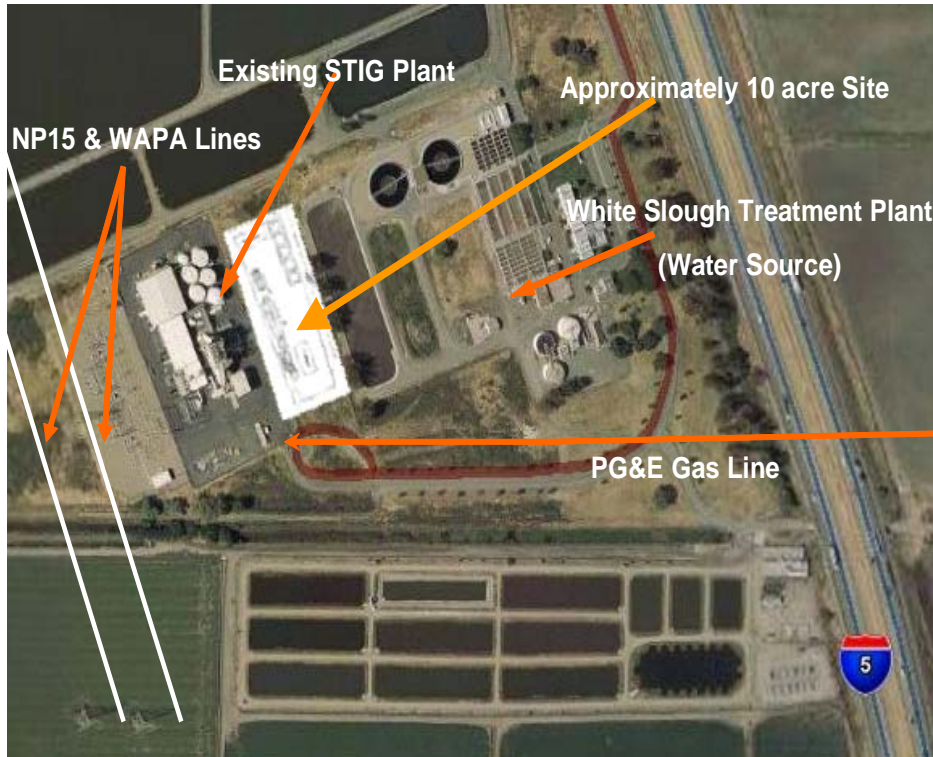 Existing STIG Plant
Approximately 10 acre Site
NP15 & WAPA Lines
White Slough Treatment Plant
(Water Source)
PG&E Gas Line
5